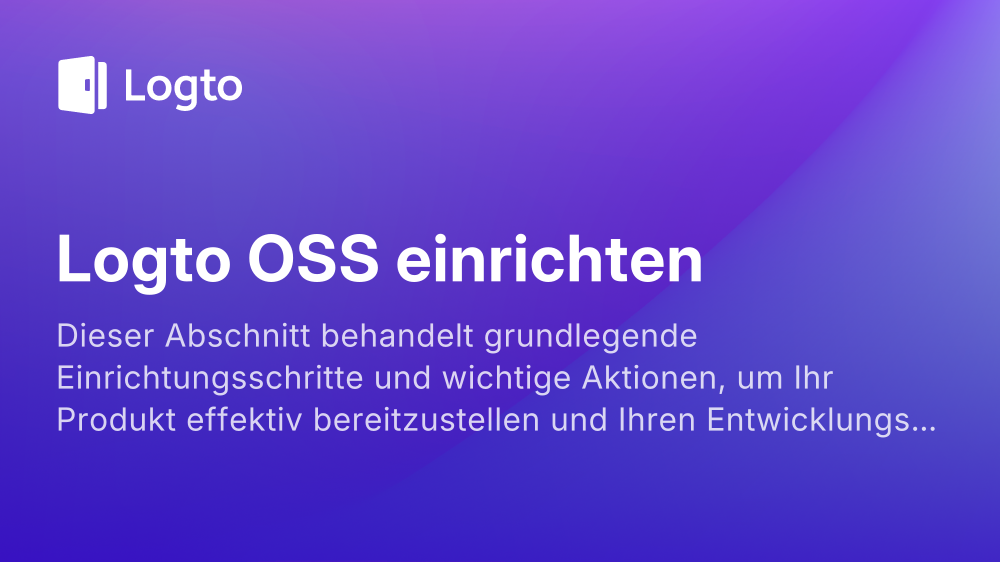 Logto
Logto OSS einrichten
Dieser Abschnitt behandelt grundlegende
Einrichtungsschritte und wichtige Aktionen, um Ihr
Produkt effektiv bereitzustellen und Ihren Entwicklungs...